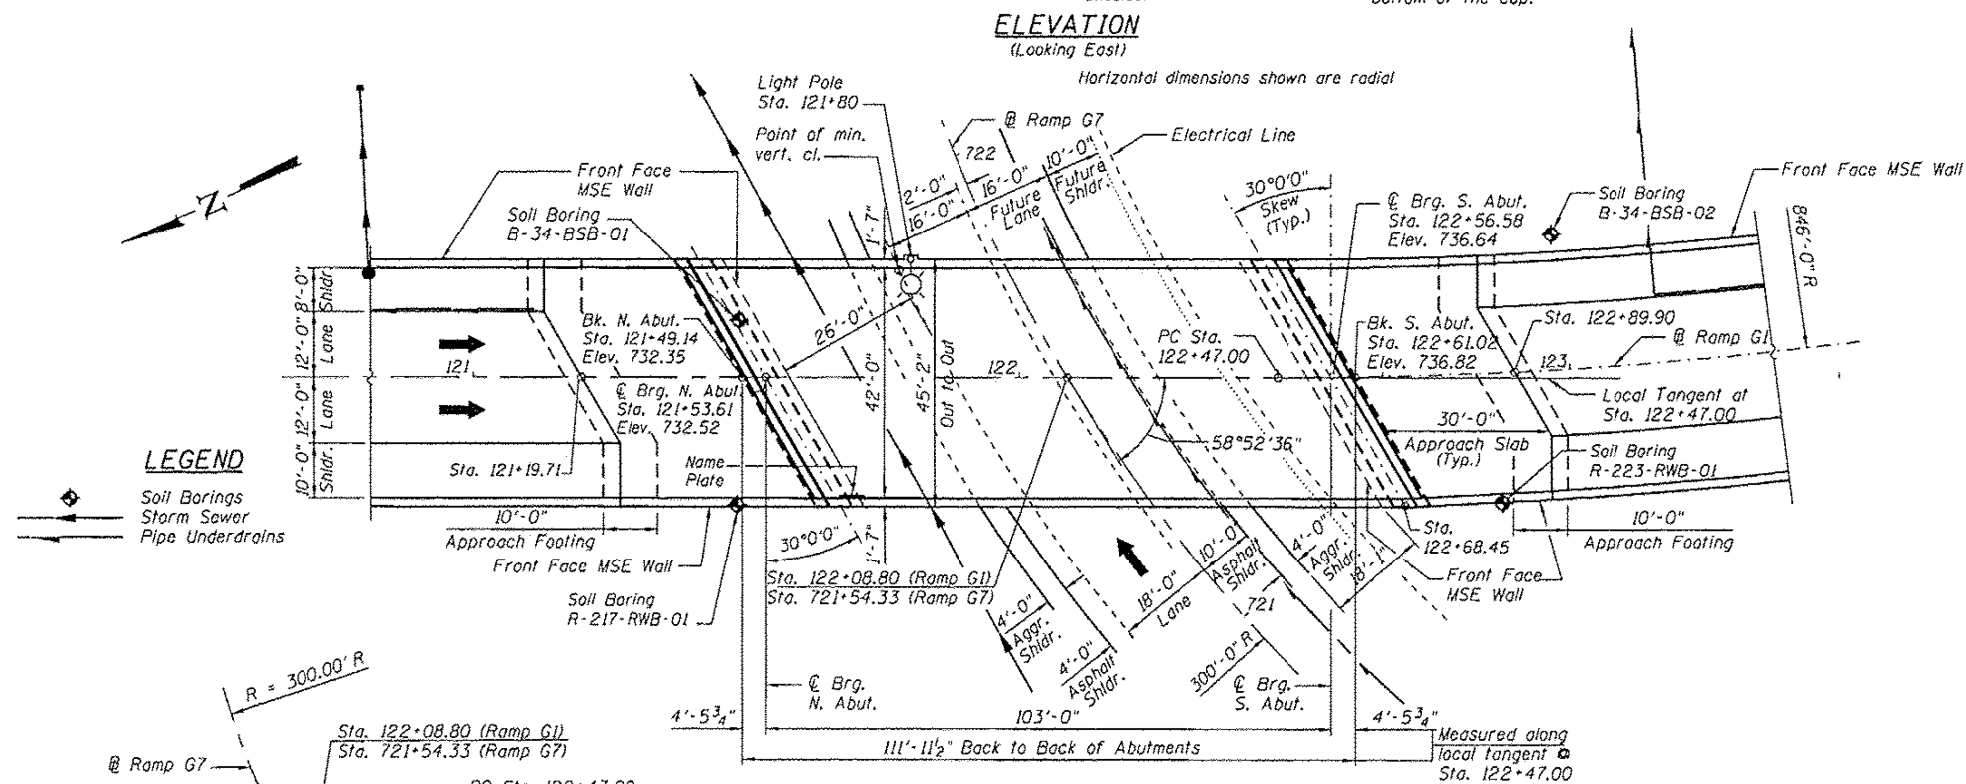 bottom of the cap.
ELEVATION
(Looking East)
Horizontal dimensions shown are radial
Light Pole
Sta. 121+80
Point of min.
vert. cl.
℄ Ramp G7
Electrical Line
722
2'-0"
16'-0"
16'-0"
Future
Lane
10'-0"
Future
Shldr.
30°0'0"
Skew
(Typ.)
Front Face
MSE Wall
Soil Boring
B-34-BSB-01
1'-7"
℄ Brg. S. Abut.
Sta. 122+56.58
Elev. 736.64
Soil Boring
B-34-BSB-02
Front Face MSE Wall
846'-0" R
N
8'-0"
Shldr
12'-0"
Lane
12'-0"
Lane
10'-0"
Shldr.
121
Bk. N. Abut.
Sta. 121+49.14
Elev. 732.35
℄ Brg. N. Abut
Sta. 121+53.61
Elev. 732.52
26'-0"
42'-0"
45'-2"
Out to Out
122
PC Sta.
122+47.00
Bk. S. Abut.
Sta. 122+61.02
Elev. 736.82
Sta. 122+89.90
℄ Ramp G1
123
Local Tangent at
Sta. 122+47.00
30'-0"
Approach Slab
(Typ.)
58°52'36"
Soil Boring
R-223-RWB-01
LEGEND
Soil Borings
Storm Sewer
Pipe Underdrains
Sta. 121+19.71
Name
Plate
10'-0"
Approach Footing
Front Face MSE Wall
30°0'0"
1'-7"
Sta. 122+08.80 (Ramp G1)
Sta. 721+54.33 (Ramp G7)
Soil Boring
R-217-RWB-01
4'-0"
Aggr.
Shldr.
4'-0"
Asphalt
Shldr.
18'-0"
Lane
10'-0"
Asphalt
Shldr.
721
300'-0" R
4'-0"
Aggr.
Shldr.
18'-1"
Sta.
122+68.45
Front Face
MSE Wall
10'-0"
Approach Footing
℄ Brg.
N. Abut.
℄ Brg.
S. Abut.
4'-5¾"
103'-0"
4'-5¾"
111'-11½" Back to Back of Abutments
Measured along
local tangent @
Sta. 122+47.00
R = 300.00' R
Sta. 122+08.80 (Ramp G1)
Sta. 721+54.33 (Ramp G7)
℄ Ramp G7